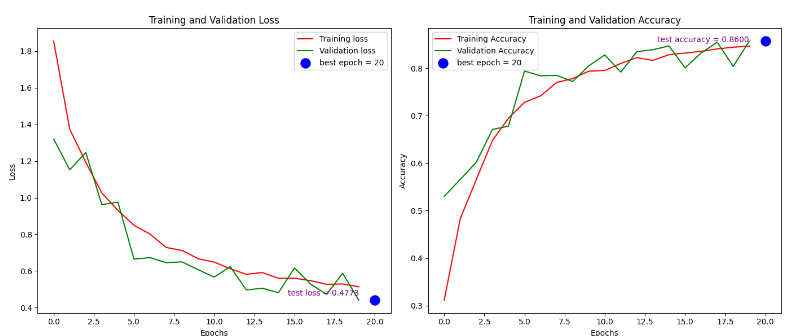 Training and Validation Loss
Training loss
Validation loss
best epoch = 20
1.8
1.6
1.4
1.2
1.0
0.8
0.6
0.4
Loss
test loss = 0.4773
0.0 2.5 5.0 7.5 10.0 12.5 15.0 17.5 20.0
Epochs
Training and Validation Accuracy
Training Accuracy
Validation Accuracy
best epoch = 20
test accuracy = 0.8600
0.8
0.7
0.6
0.5
0.4
0.3
Accuracy
0.0 2.5 5.0 7.5 10.0 12.5 15.0 17.5 20.0
Epochs